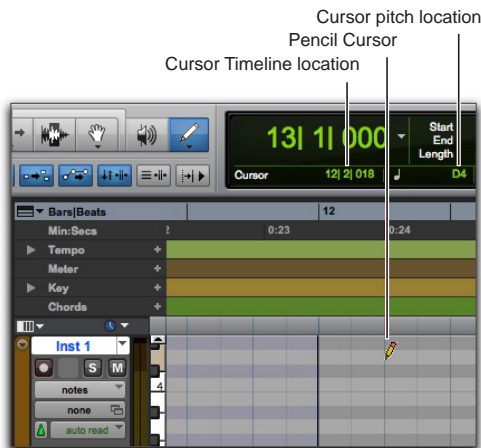 Cursor pitch location
Pencil Cursor
Cursor Timeline location
13| 1| 000
Start
End
Length
Cursor
12| 2| 018
D4
Bars|Beats
12
Min:Secs
0:23
0:24
Tempo
+
Meter
+
Key
+
Chords
+
Inst 1
S M
4
notes
none
auto read